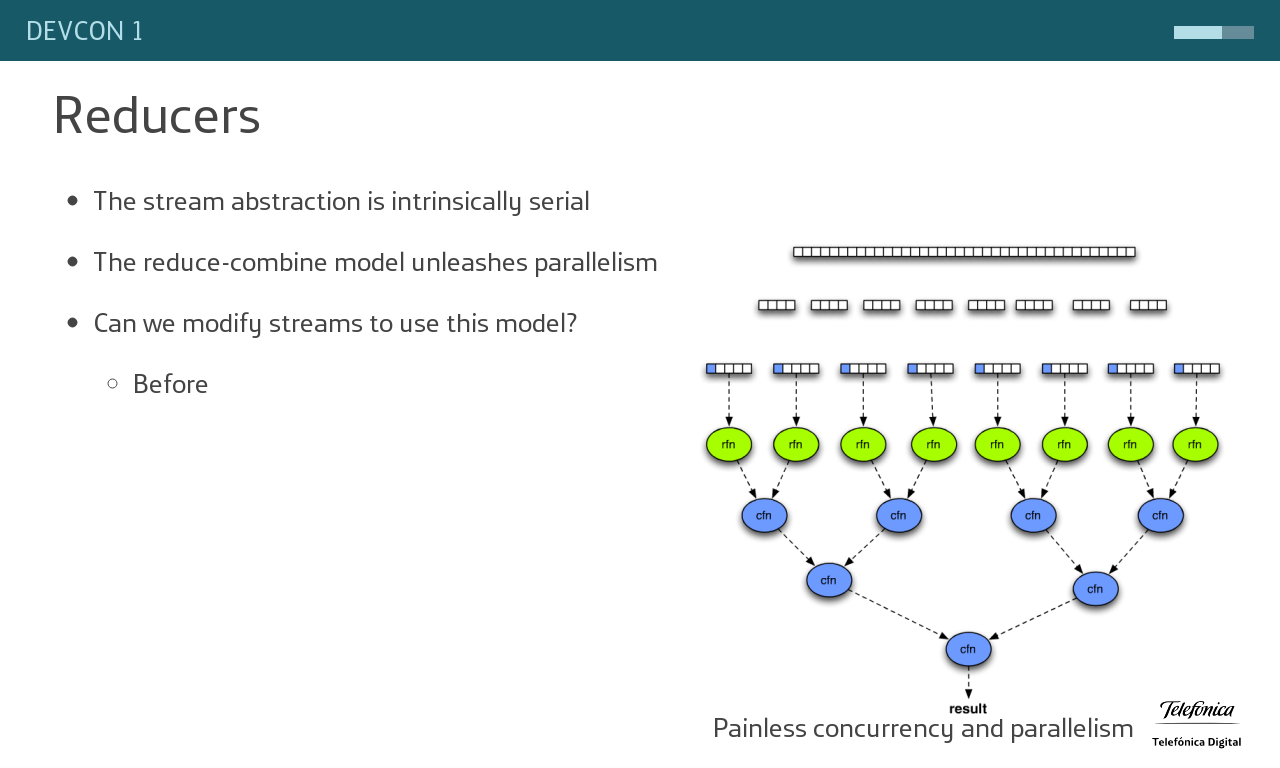 DEVCON 1
Reducers
The stream abstraction is intrinsically serial
The reduce-combine model unleashes parallelism
Can we modify streams to use this model?
Before
rfn rfn rfn rfn rfn rfn rfn rfn
cfn cfn cfn cfn
cfn cfn
cfn
result
Painless concurrency and parallelism
Telefónica
Telefónica Digital